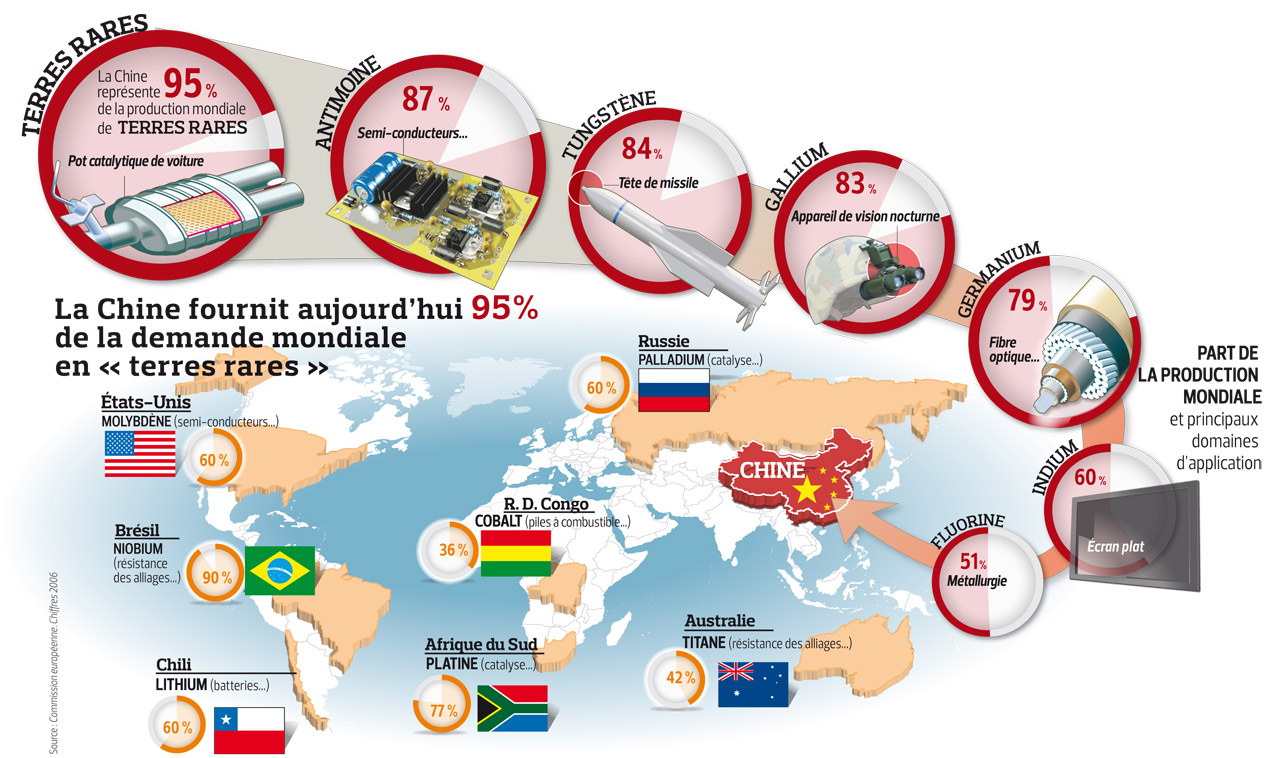 TERRES RARES
La Chine
représente 95%
de la production mondiale
de TERRES RARES
Pot catalytique de voiture
ANTIMOINE
87 %
Semi-conducteurs...
TUNGSTÈNE
84 %
Tête de missile
GALLIUM
83 %
Appareil de vision nocturne
GERMANIUM
79 %
Fibre
optique...
PART DE
LA PRODUCTION
MONDIALE
et principaux
domaines
d'application
INDIUM
60 %
Écran plat
FLUORINE
51%
Métallurgie
La Chine fournit aujourd'hui 95%
de la demande mondiale
en « terres rares »
Russie
PALLADIUM (catalyse...)
60 %
États-Unis
MOLYBDÈNE (semi-conducteurs...)
60 %
CHINE
R. D. Congo
COBALT (piles à combustible...)
36 %
Brésil
NIOBIUM
(résistance
des alliages...)
90 %
Australie
TITANE (résistance des alliages...)
42 %
Afrique du Sud
PLATINE (catalyse...)
77 %
Chili
LITHIUM (batteries...)
60 %
Source : Commission européenne. Chiffres 2006